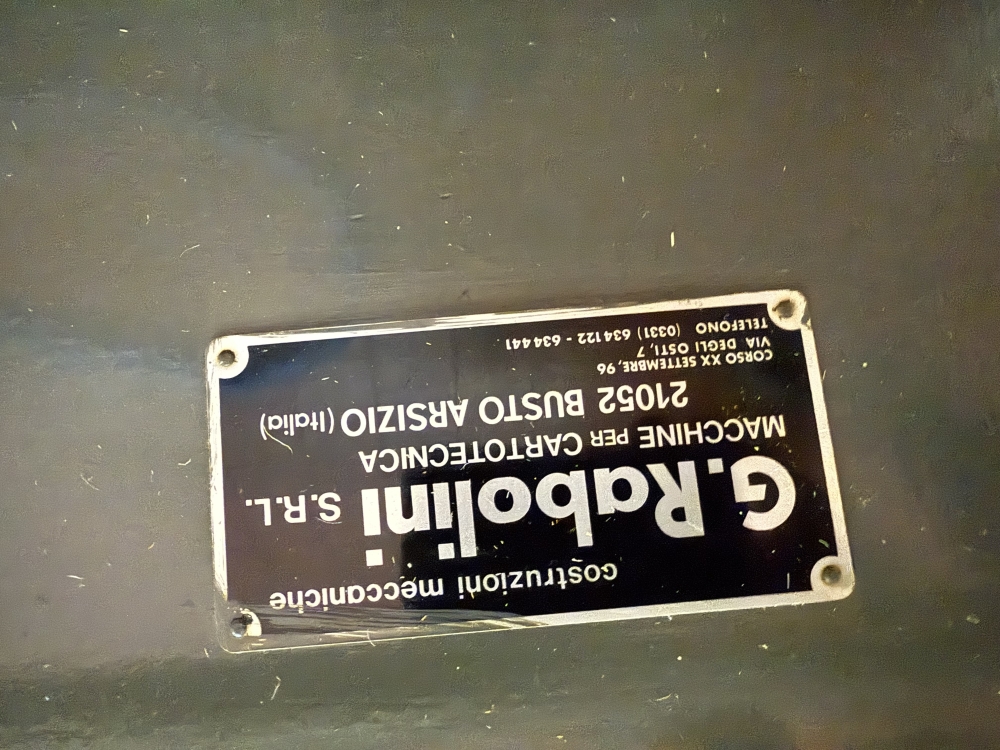 costruzioni meccaniche
G.Rabolini S.R.L.
MACCHINE PER CARTOTECNICA
21052 BUSTO ARSIZIO (Italia)
CORSO XX SETTEMBRE, 96
VIA DEGLI OSTI, 7
TELEFONO (0331) 634122 - 634441